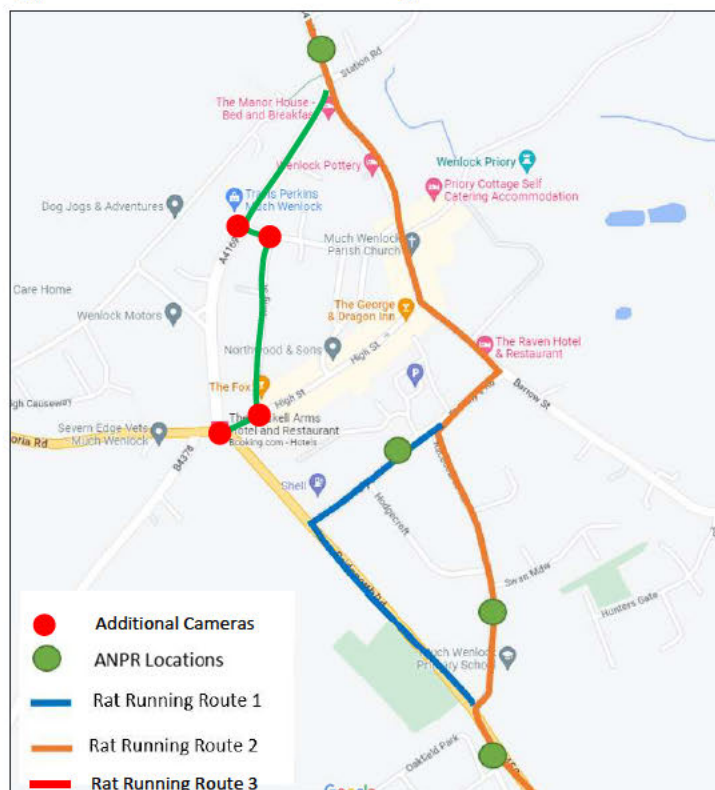 Station Rd
The Manor House -
Bed and Breakfast
Wenlock Pottery
Wenlock Priory
Priory Cottage Self
Catering Accommodation
Travis Perkins
Much Wenlock
Dog Jogs & Adventures
A4169
Much Wenlock
Parish Church
Care Home
Wenlock Motors
The George
& Dragon Inn
The Raven Hotel
& Restaurant
Northwood & Sons
High St
Barrow St
The Fox
High St
gh Causeway
Severn Edge Vets
Much Wenlock
oria Rd
Hotel and Restaurant
Booking.com - Hotels
P
B4378
Shell
Hodgecroft
Swan Mdw
Hunters Gate
Much Wenlock
Primary School
Oakfield Park
Additional Cameras
ANPR Locations
Rat Running Route 1
Rat Running Route 2
Rat Running Route 3
Google